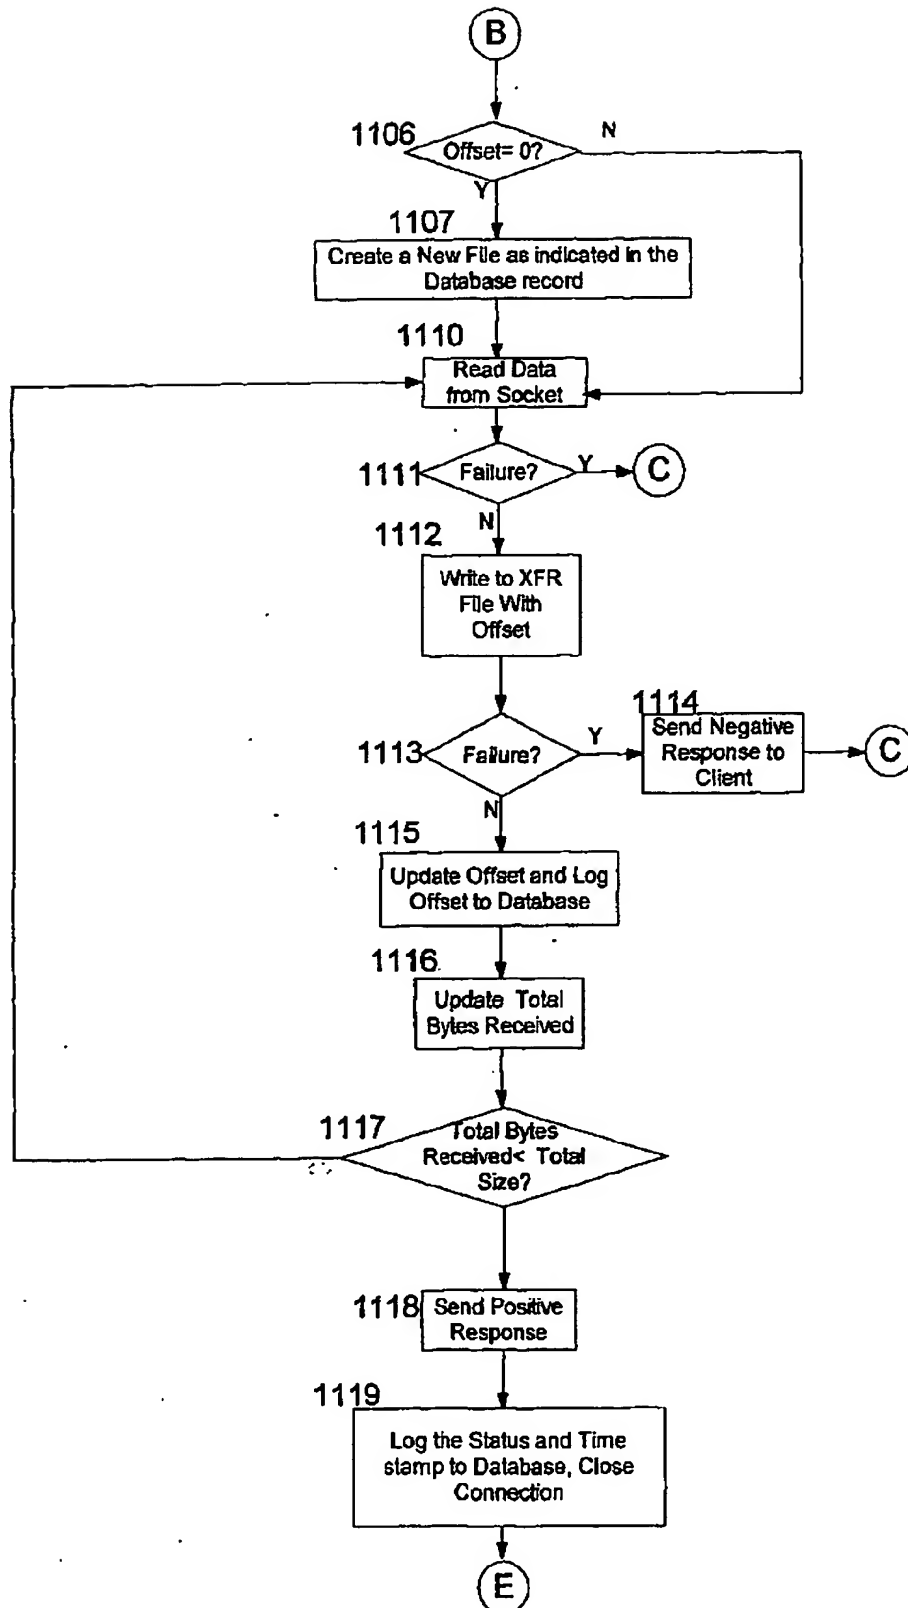 B
1106
Offset= 0?
N
Y
1107
Create a New File as indicated in the
Database record
1110
Read Data
from Socket
1111
Failure?
Y
C
N
1112
Write to XFR
File With
Offset
1113
Failure?
Y
1114
Send Negative
Response to
Client
C
N
1115
Update Offset and Log
Offset to Database
1116
Update Total
Bytes Received
1117
Total Bytes
Received< Total
Size?
1118
Send Positive
Response
1119
Log the Status and Time
stamp to Database, Close
Connection
E